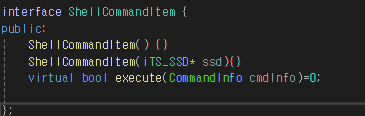 interface ShellCommandItem {
public:
ShellCommandItem() {}
ShellCommandItem(iTS_SSD* ssd){}
virtual bool execute(CommandInfo cmdInfo)=0;
};